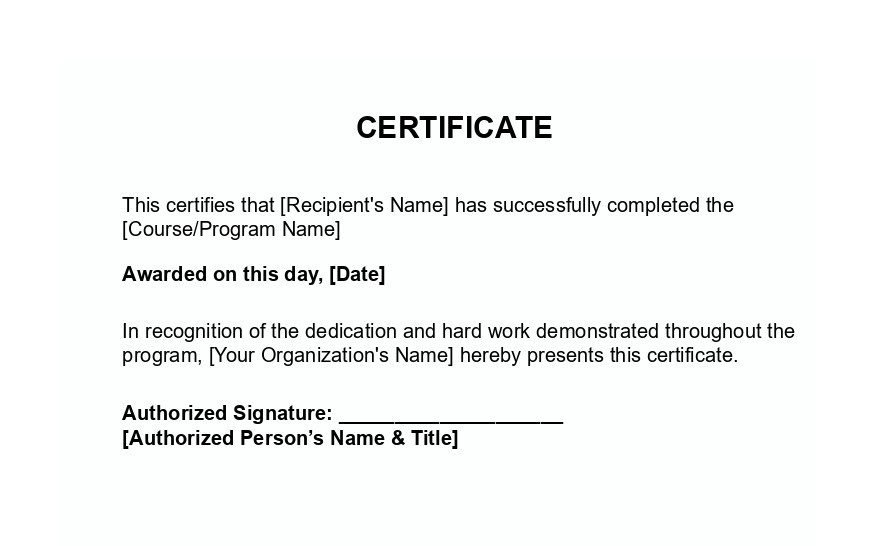 CERTIFICATE
This certifies that [Recipient's Name] has successfully completed the
[Course/Program Name]
Awarded on this day, [Date]
In recognition of the dedication and hard work demonstrated throughout the
program, [Your Organization's Name] hereby presents this certificate.
Authorized Signature: ____________________
[Authorized Person’s Name & Title]